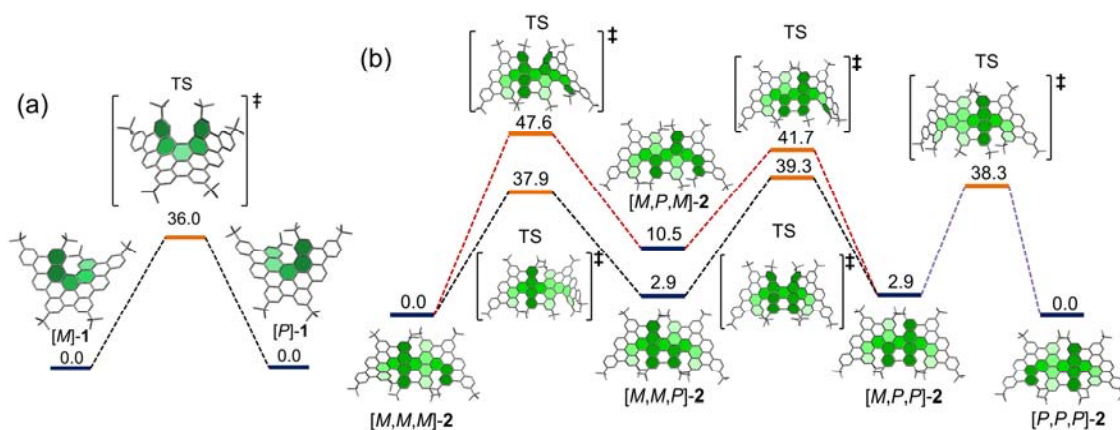 (a)
TS
‡
36.0
[M]-1
0.0
[P]-1
0.0
(b)
TS
‡
47.6
37.9
TS
‡
41.7
39.3
TS
‡
38.3
[M,P,M]-2
10.5
TS
‡
‡
0.0
2.9
2.9
0.0
[M,M,M]-2
[M,M,P]-2
[M,P,P]-2
[P,P,P]-2